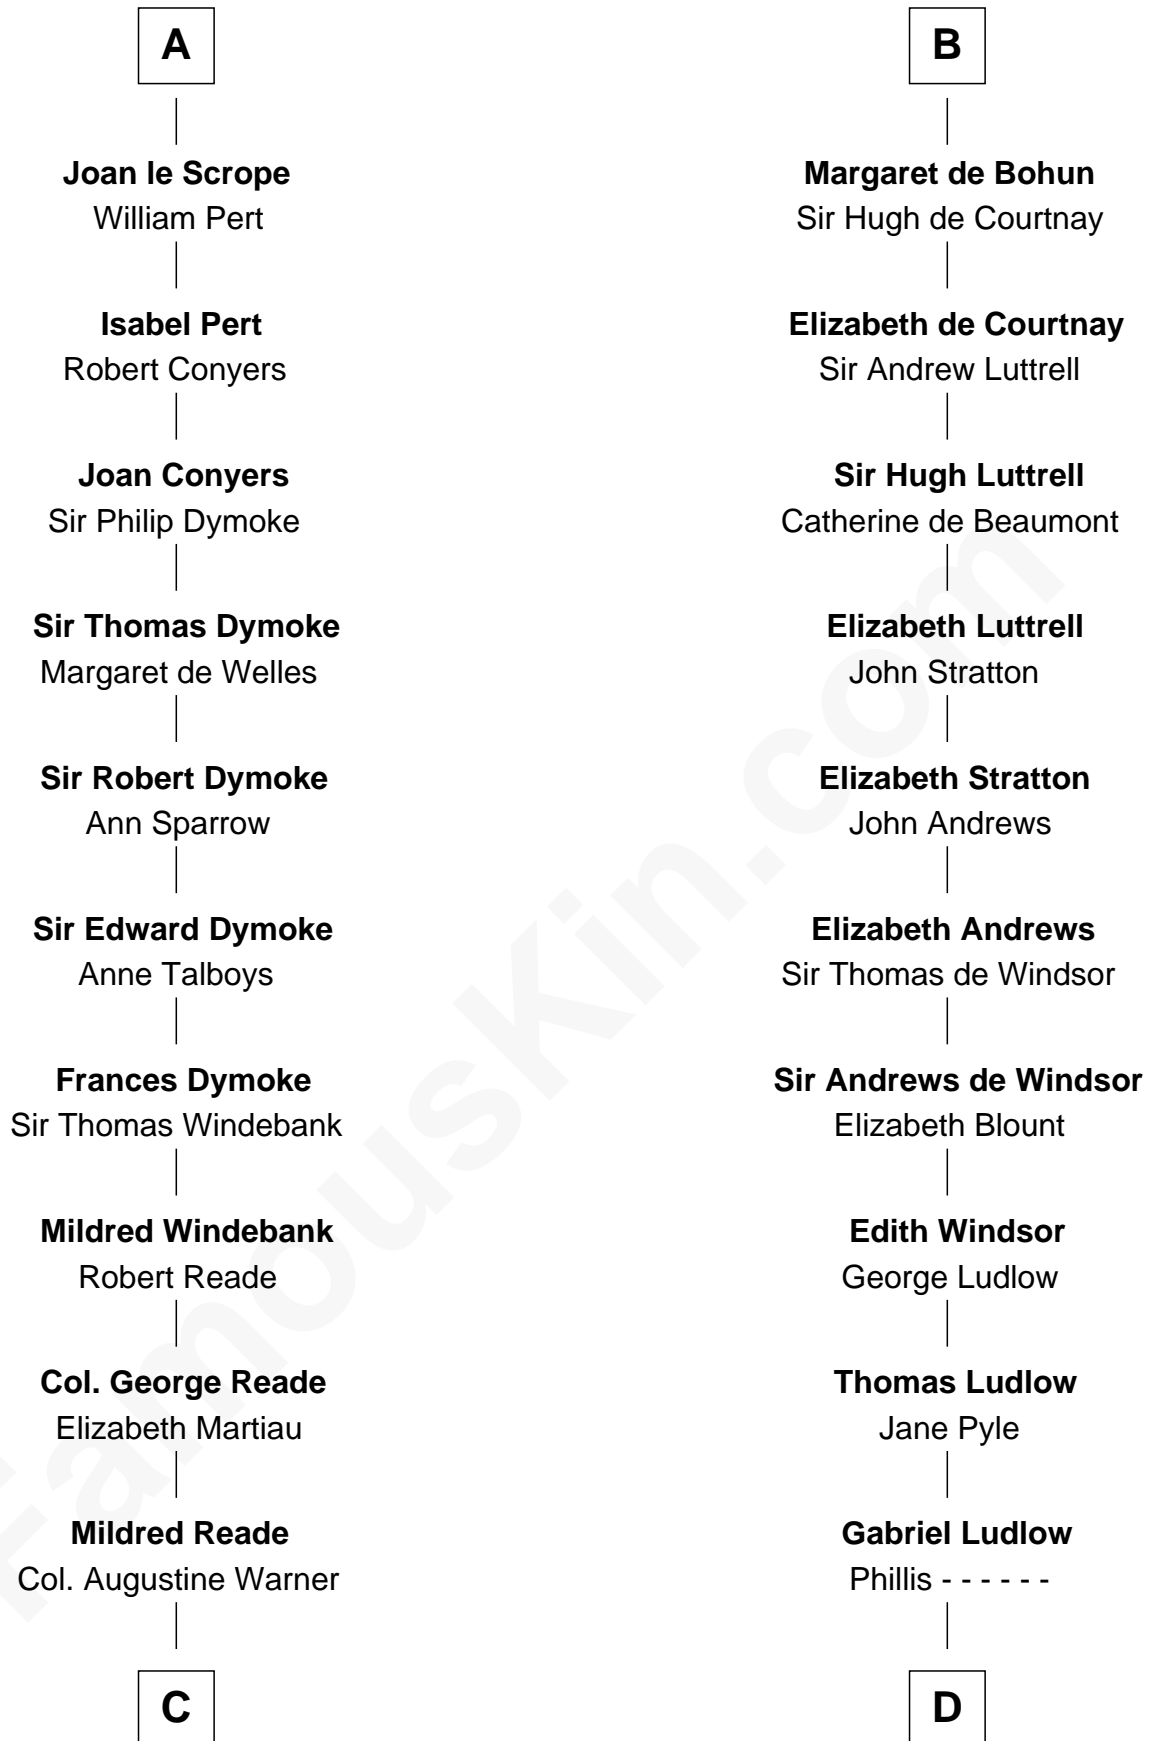 A
Joan le Scrope
William Pert
Isabel Pert
Robert Conyers
Joan Conyers
Sir Philip Dymoke
Sir Thomas Dymoke
Margaret de Welles
Sir Robert Dymoke
Ann Sparrow
Sir Edward Dymoke
Anne Talboys
Frances Dymoke
Sir Thomas Windebank
Mildred Windebank
Robert Reade
Col. George Reade
Elizabeth Martiau
Mildred Reade
Col. Augustine Warner
C
B
Margaret de Bohun
Sir Hugh de Courtnay
Elizabeth de Courtnay
Sir Andrew Luttrell
Sir Hugh Luttrell
Catherine de Beaumont
Elizabeth Luttrell
John Stratton
Elizabeth Stratton
John Andrews
Elizabeth Andrews
Sir Thomas de Windsor
Sir Andrews de Windsor
Elizabeth Blount
Edith Windsor
George Ludlow
Thomas Ludlow
Jane Pyle
Gabriel Ludlow
Phillis - - - - - -
D
FamousKin.com